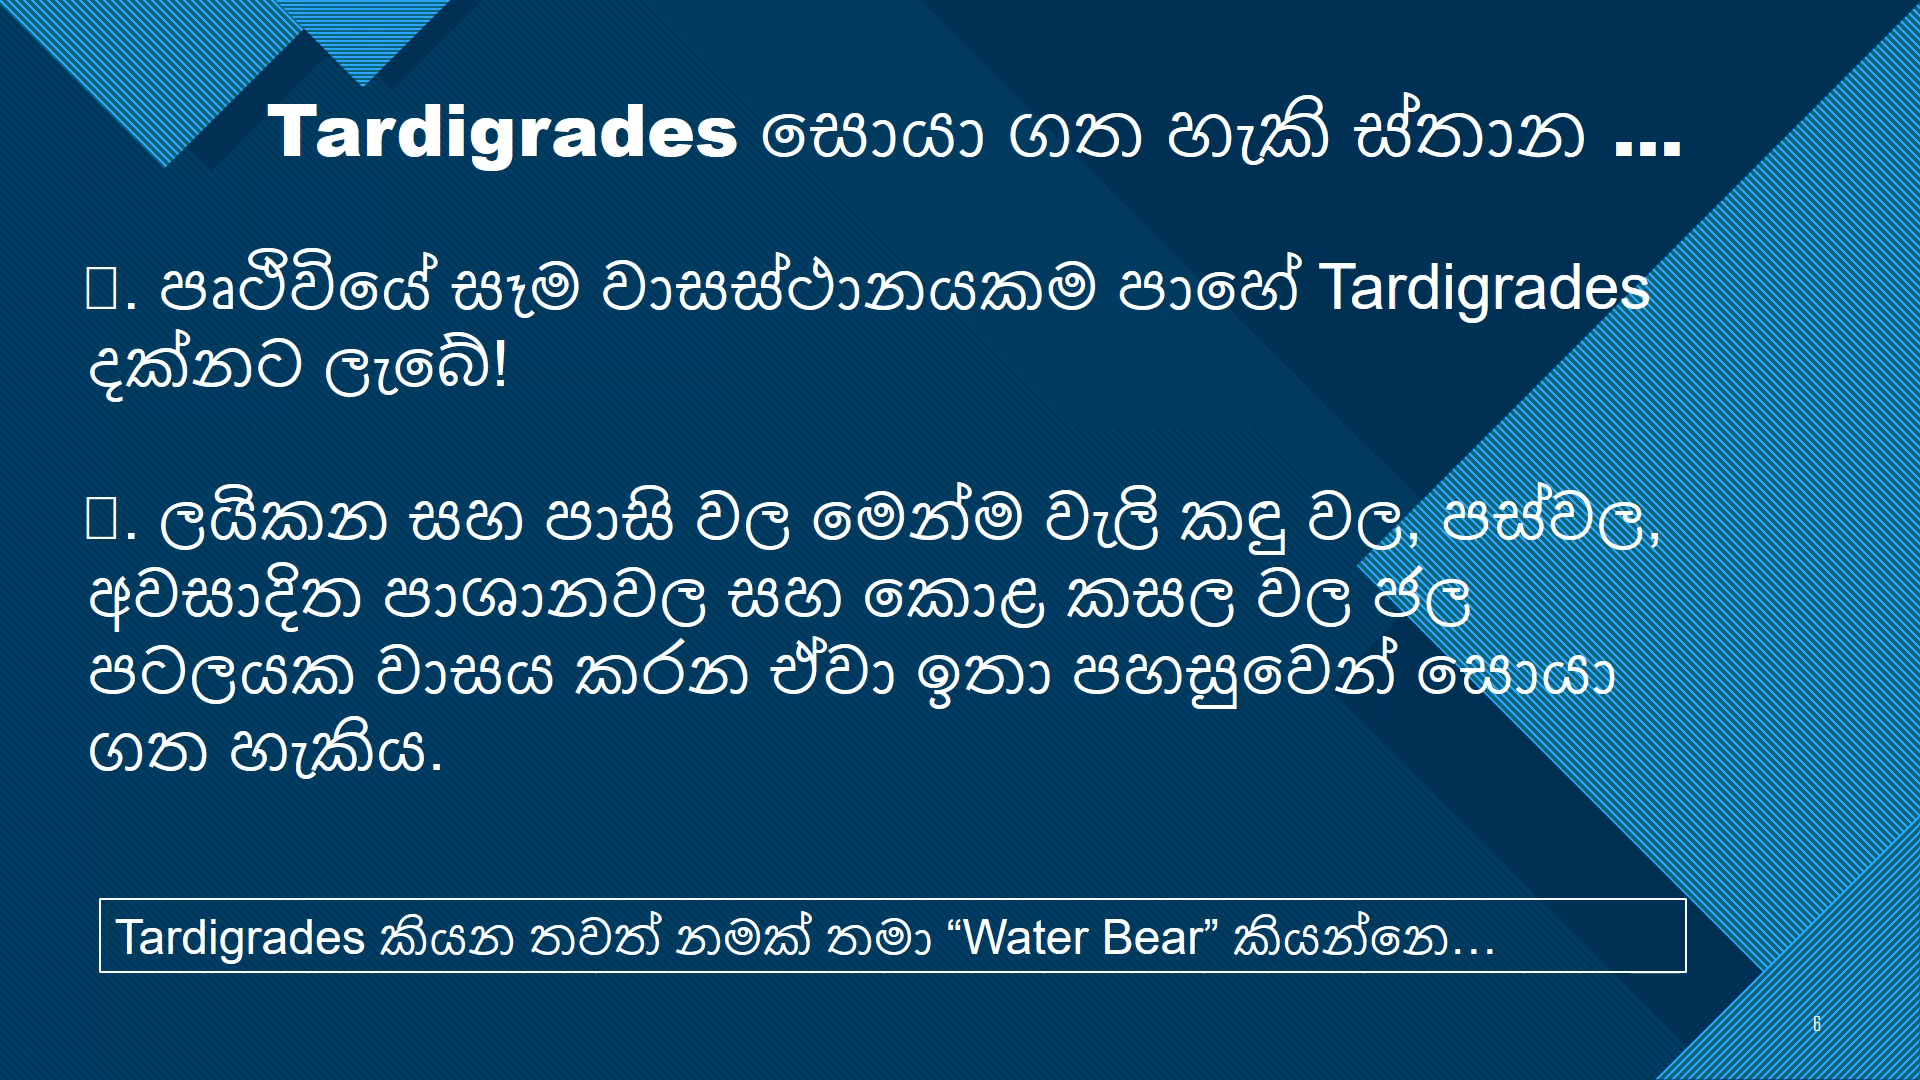 Tardigrades සොයා ගත හැකි ස්තාන ...
. පෘථිවියේ සෑම වාසස්ථානයකම පාහේ Tardigrades
දක්නට ලැබේ!
. ලයිකන සහ පාසි වල මෙන්ම වැලි කඳු වල, පස්වල,
අවසාදිත පාශානවල සහ කොළ කසල වල ජල
පටලයක වාසය කරන ඒවා ඉතා පහසුවෙන් සොයා
ගත හැකිය.
Tardigrades කියන තවත් නමක් තමා “Water Bear” කියන්නෙ…
6